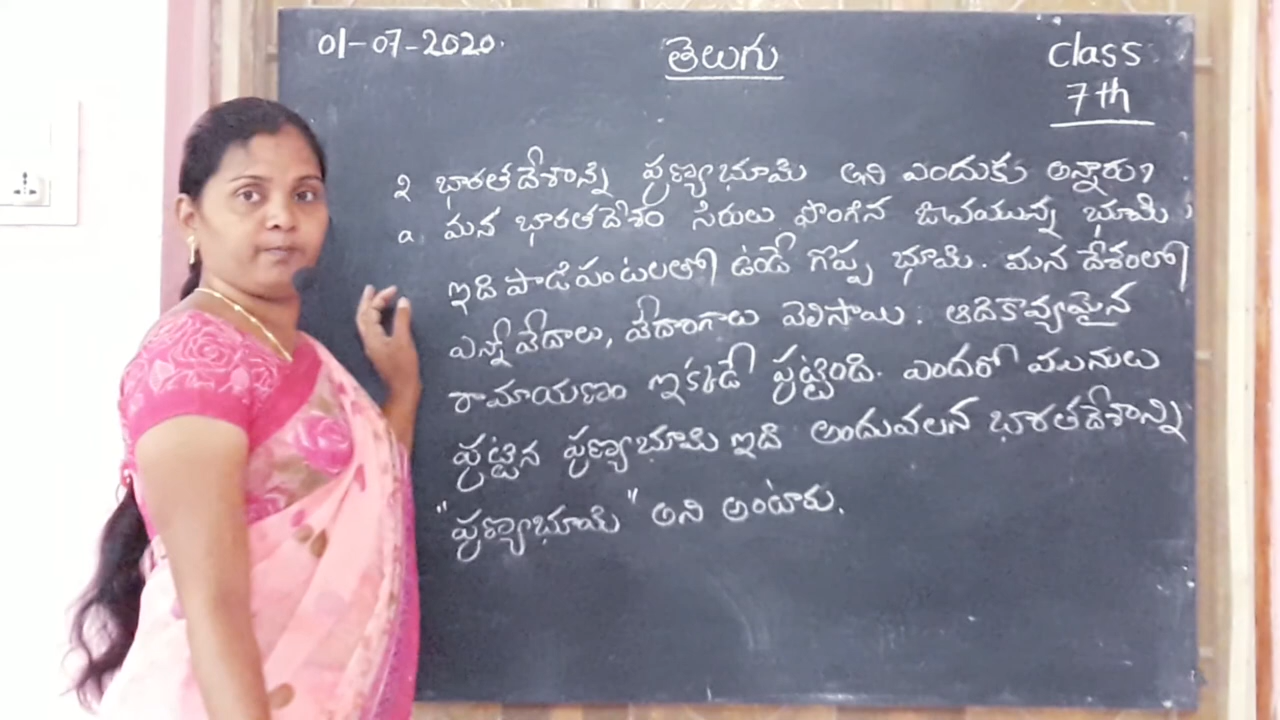 01-07-2020.
తెలుగు
class
7th
2 భారతదేశాన్ని పుణ్యభూమి అని ఎందుకు అన్నారు?
a. మన భారతదేశం సిరులు పొంగిన జీవయున్న భూమి,
ఇది పాడిపంటలతో ఉండే గొప్ప భూమి. మన దేశంలో
ఎన్నో వేదాలు, వేదాంగాలు వెలిసాయి. ఆదికావ్యమైన
రామాయణం ఇక్కడే పుట్టింది. ఎందరో మునులు
పుట్టిన పుణ్యభూమి ఇది అందువలన భారతదేశాన్ని
"పుణ్యాభూమి" అని అంటారు.